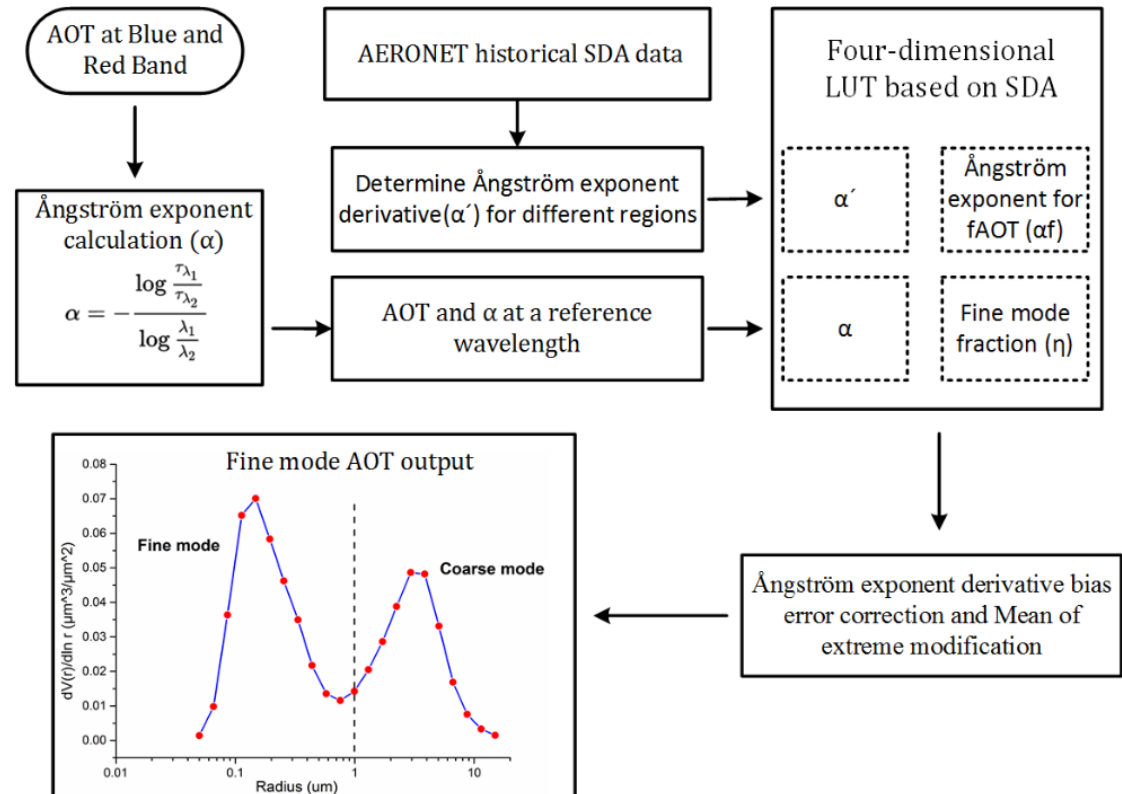 AOT at Blue and
Red Band
AERONET historical SDA data
Four-dimensional
LUT based on SDA
Determine Ångström exponent
derivative(α´) for different regions
α´
Ångström
exponent for
fAOT (αf)
Ångström exponent
calculation (α)
α = − log τλ1/τλ2 / log λ1/λ2
AOT and α at a reference
wavelength
α
Fine mode
fraction (η)
Fine mode AOT output
0.08
0.07
0.06
0.05
0.04
0.03
0.02
0.01
0.00
dV(r)/dln r (μm^3/μm^2)
Fine mode
Coarse mode
0.01
0.1
1
10
Radius (um)
Ångström exponent derivative bias
error correction and Mean of
extreme modification